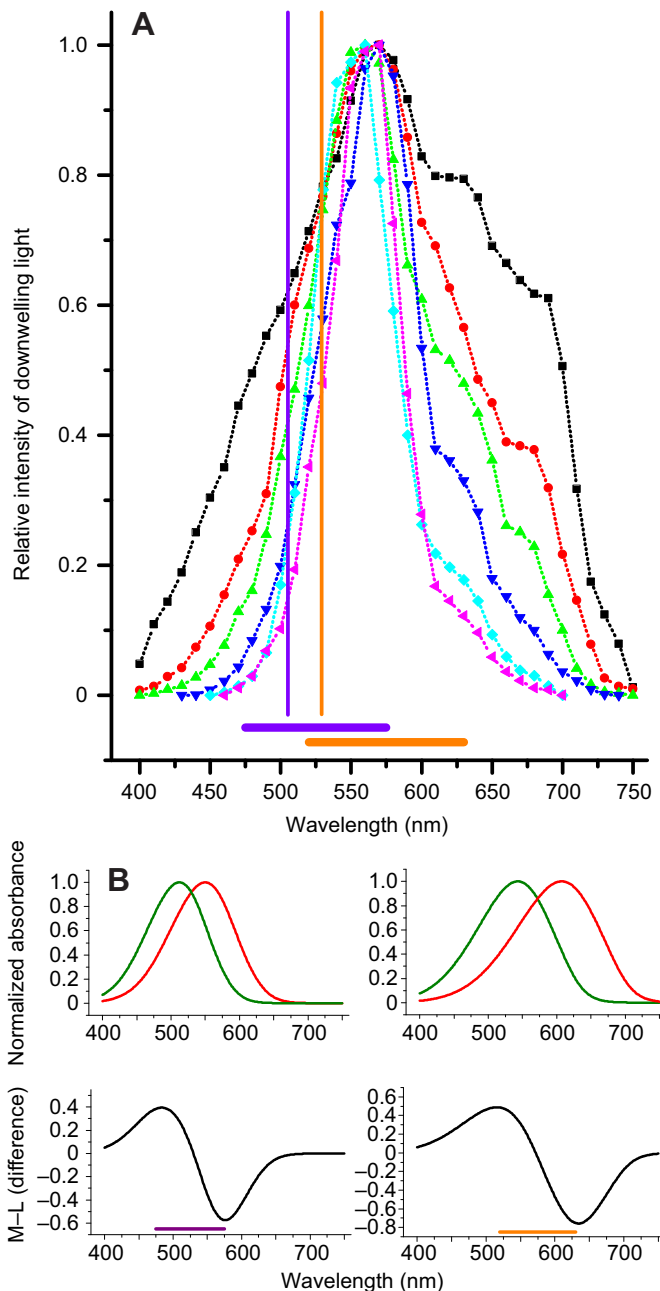 A
1.0
0.8
0.6
0.4
0.2
0
Relative intensity of downwelling light
400 450 500 550 600 650 700 750
Wavelength (nm)
B
Normalized absorbance
1.0
0.8
0.6
0.4
0.2
0
400 500 600 700
1.0
0.8
0.6
0.4
0.2
0
400 500 600 700
M–L (difference)
0.4
0.2
0
–0.2
–0.4
–0.6
400 500 600 700
0.4
0.2
0
–0.2
–0.4
–0.6
–0.8
400 500 600 700
Wavelength (nm)